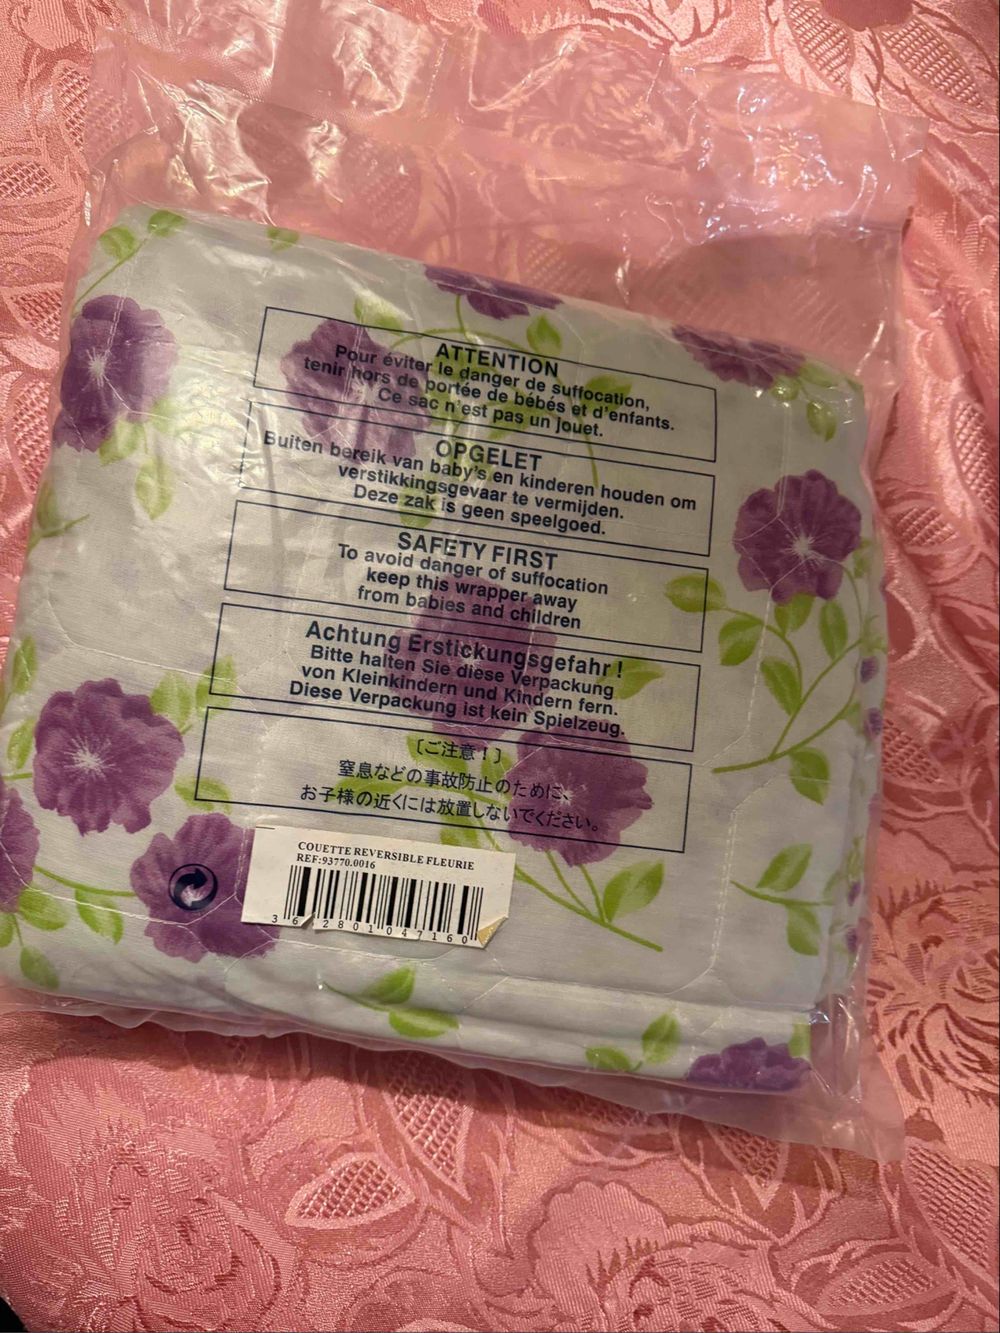 ATTENTION
Pour éviter le danger de suffocation,
tenir hors de portée de bébés et d'enfants.
Ce sac n'est pas un jouet.
OPGELET
Buiten bereik van baby's en kinderen houden om
verstikkingsgevaar te vermijden.
Deze zak is geen speelgoed.
SAFETY FIRST
To avoid danger of suffocation
keep this wrapper away
from babies and children
Achtung Erstickungsgefahr !
Bitte halten Sie diese Verpackung
von Kleinkindern und Kindern fern.
Diese Verpackung ist kein Spielzeug.
〔ご注意！〕
窒息などの事故防止のために、
お子様の近くには放置しないでください。
COUETTE REVERSIBLE FLEURIE
REF:93770.0016
3 612801 047160